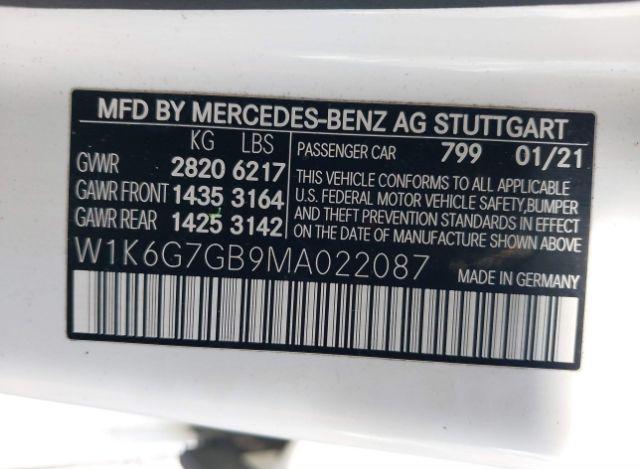 MFD BY MERCEDES-BENZ AG STUTTGART
KG LBS
GVWR 2820 6217
GAWR FRONT 1435 3164
GAWR REAR 1425 3142
PASSENGER CAR 799 01/21
THIS VEHICLE CONFORMS TO ALL APPLICABLE
U.S. FEDERAL MOTOR VEHICLE SAFETY, BUMPER,
AND THEFT PREVENTION STANDARDS IN EFFECT
ON THE DATE OF MANUFACTURE SHOWN ABOVE.
W1K6G7GB9MA022087
MADE IN GERMANY